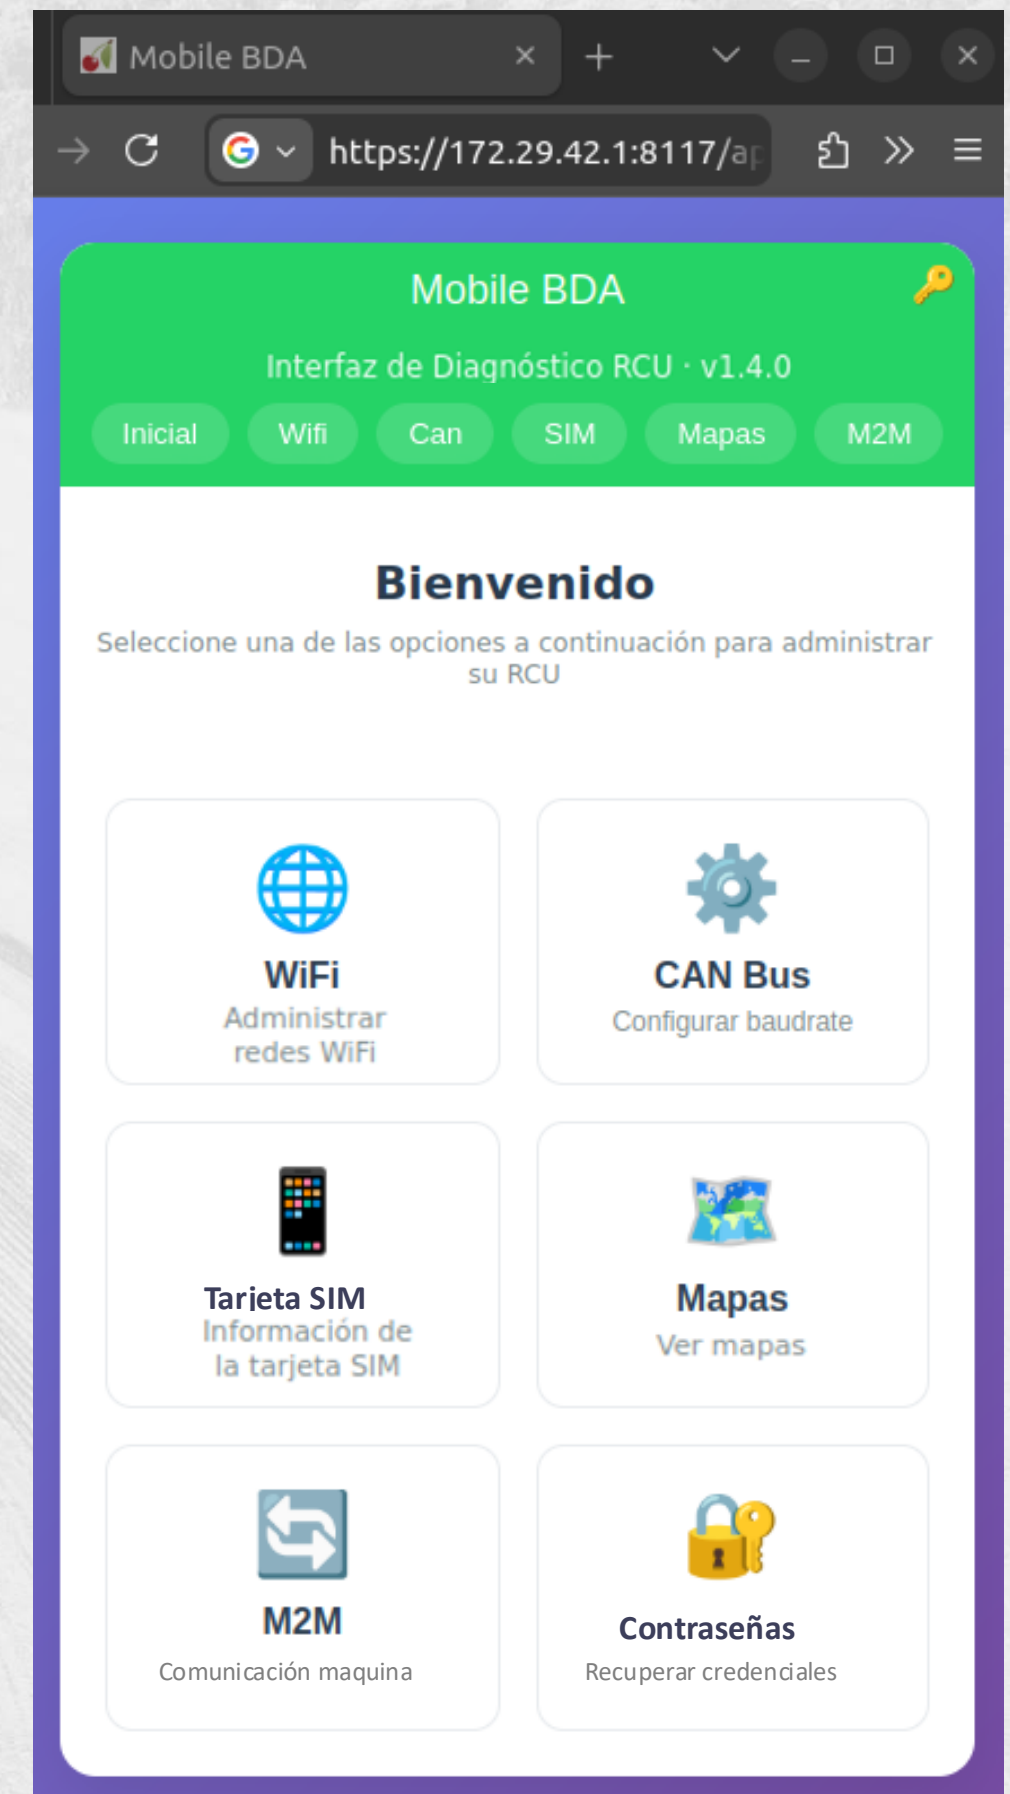 Mobile BDA
https://172.29.42.1:8117/ap
Mobile BDA
Interfaz de Diagnóstico RCU · v1.4.0
Inicial Wifi Can SIM Mapas M2M
Bienvenido
Seleccione una de las opciones a continuación para administrar
su RCU
WiFi
Administrar
redes WiFi
CAN Bus
Configurar baudrate
Tarjeta SIM
Información de
la tarjeta SIM
Mapas
Ver mapas
M2M
Comunicación maquina
Contraseñas
Recuperar credenciales